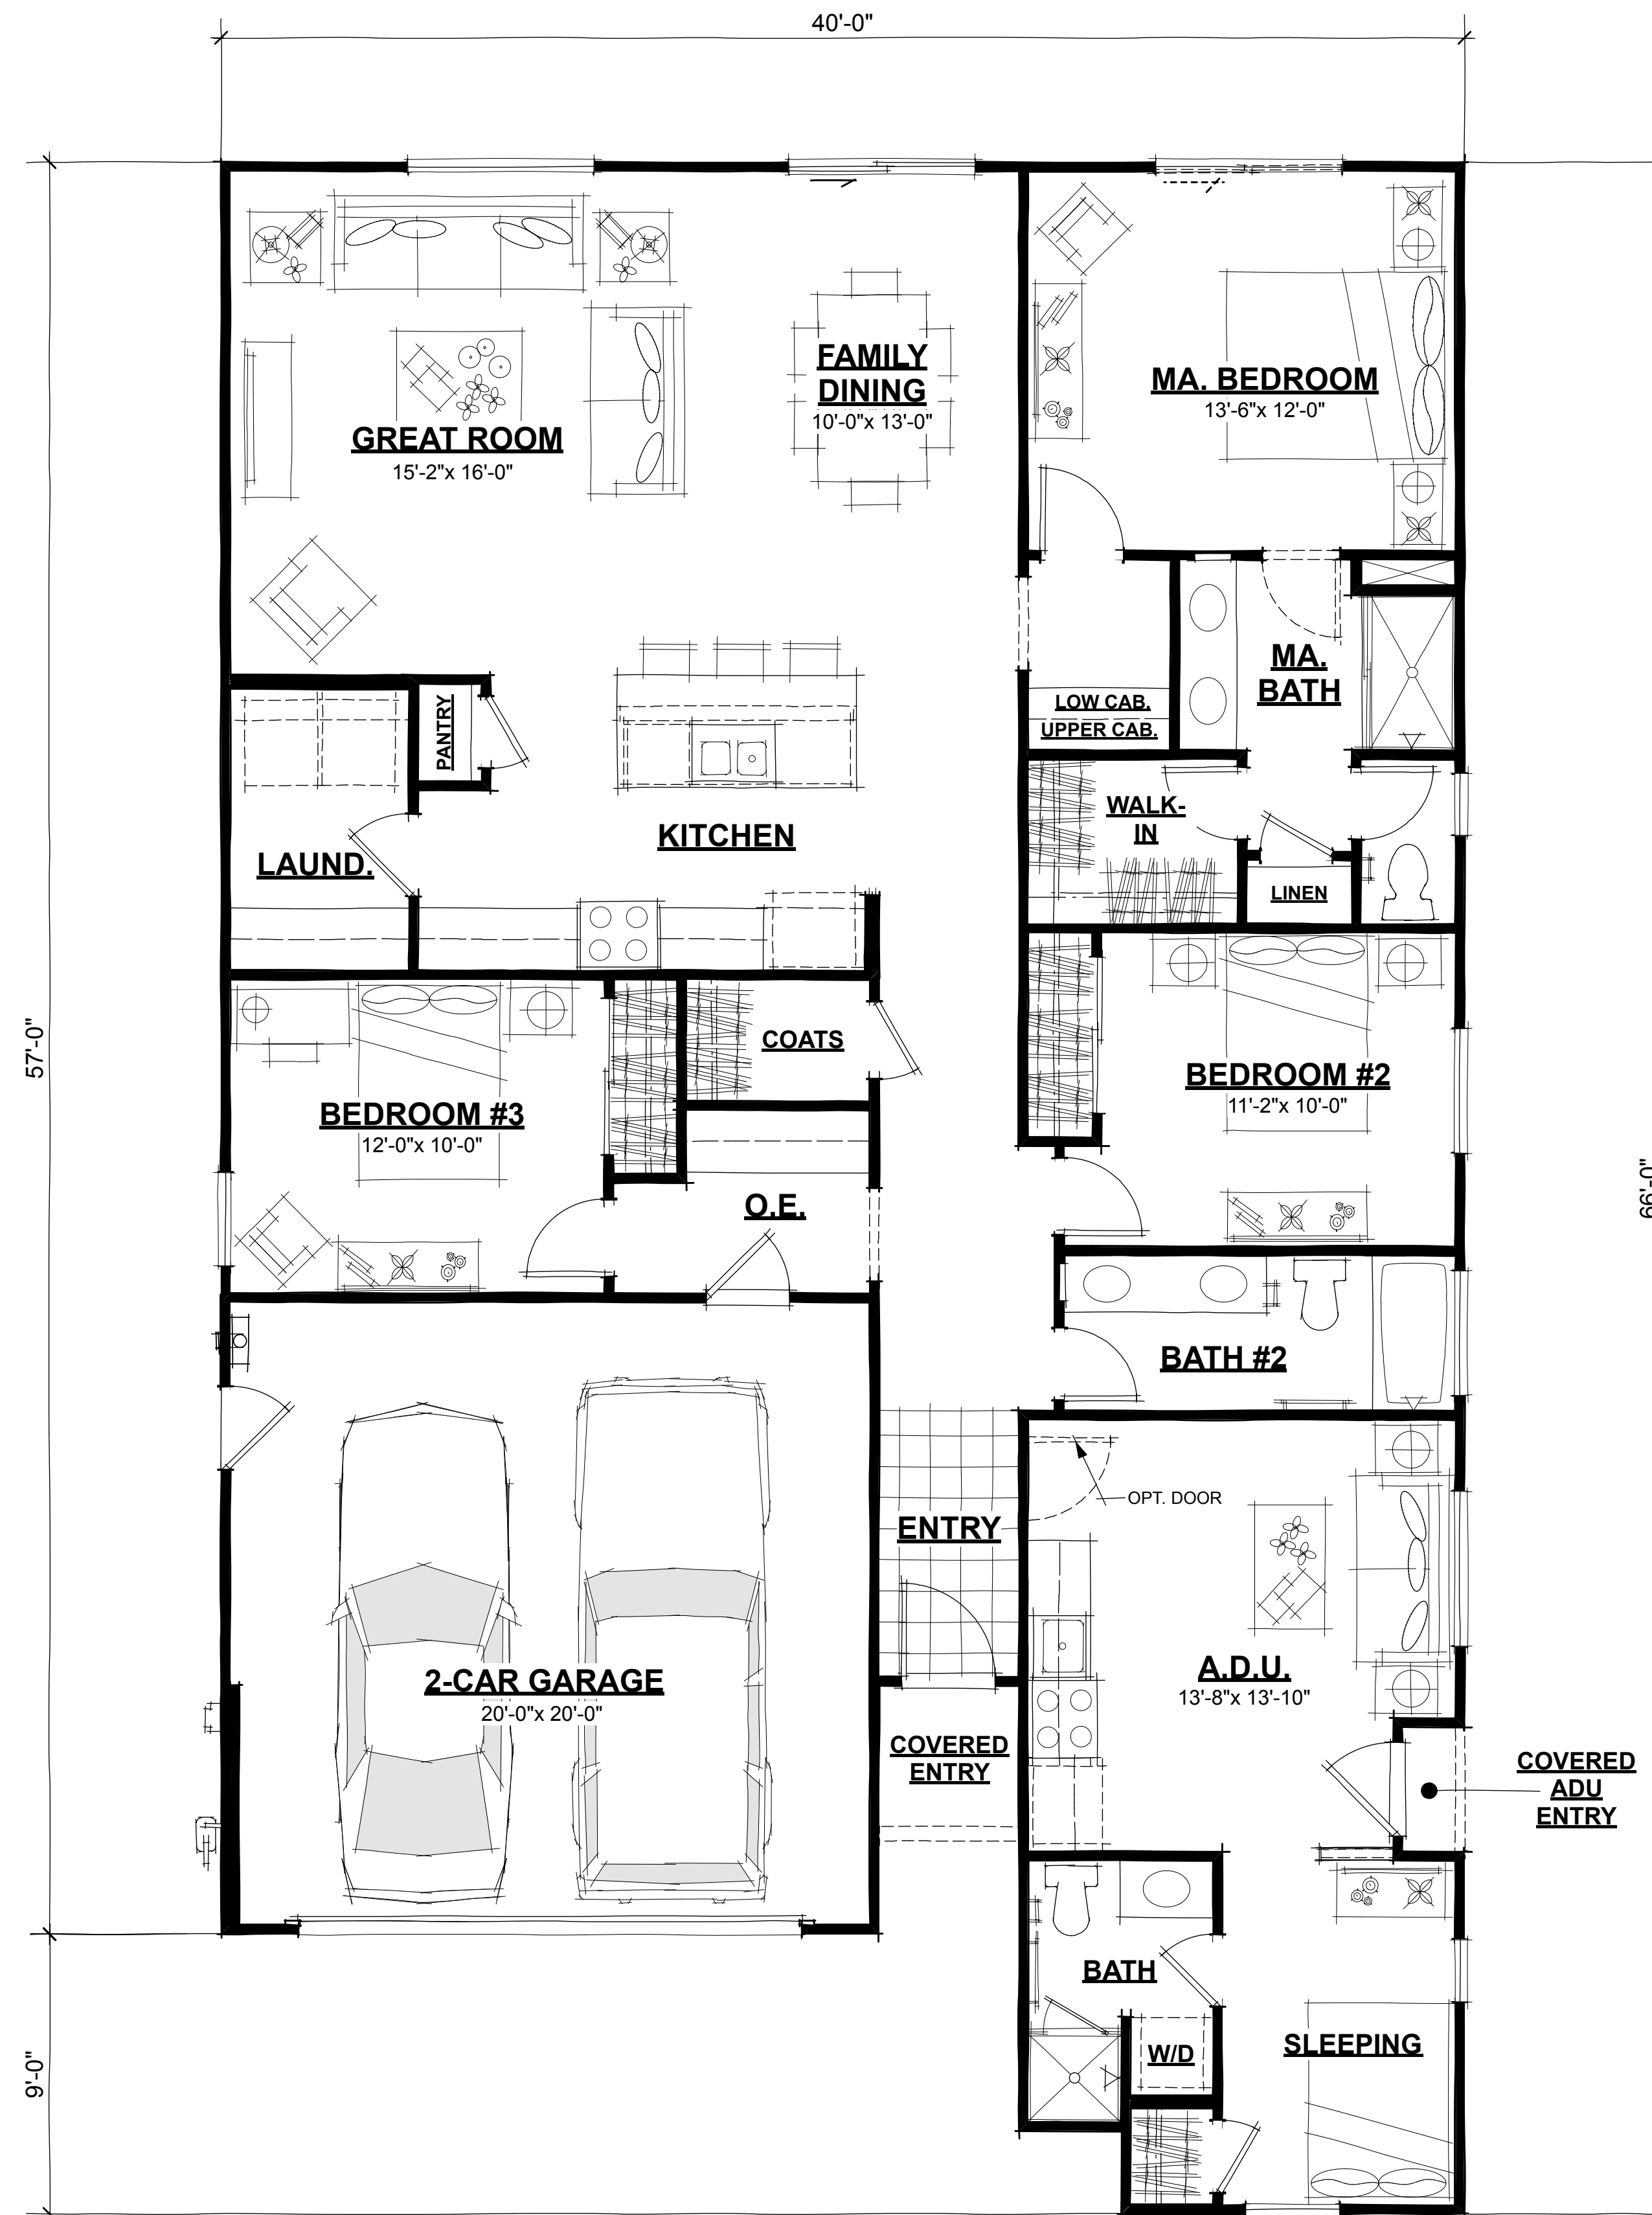 40'-0"
FAMILY
DINING
10'-0"x 13'-0"
MA. BEDROOM
13'-6"x 12'-0"
GREAT ROOM
15'-2"x 16'-0"
MA.
BATH
PANTRY
LOW CAB.
UPPER CAB.
KITCHEN
WALK-
IN
LAUND.
LINEN
57'-0"
COATS
BEDROOM #2
11'-2"x 10'-0"
BEDROOM #3
12'-0"x 10'-0"
66'-0"
O.E.
BATH #2
OPT. DOOR
ENTRY
A.D.U.
13'-8"x 13'-10"
2-CAR GARAGE
20'-0"x 20'-0"
COVERED
ENTRY
COVERED
ADU
ENTRY
BATH
SLEEPING
W/D
9'-0"